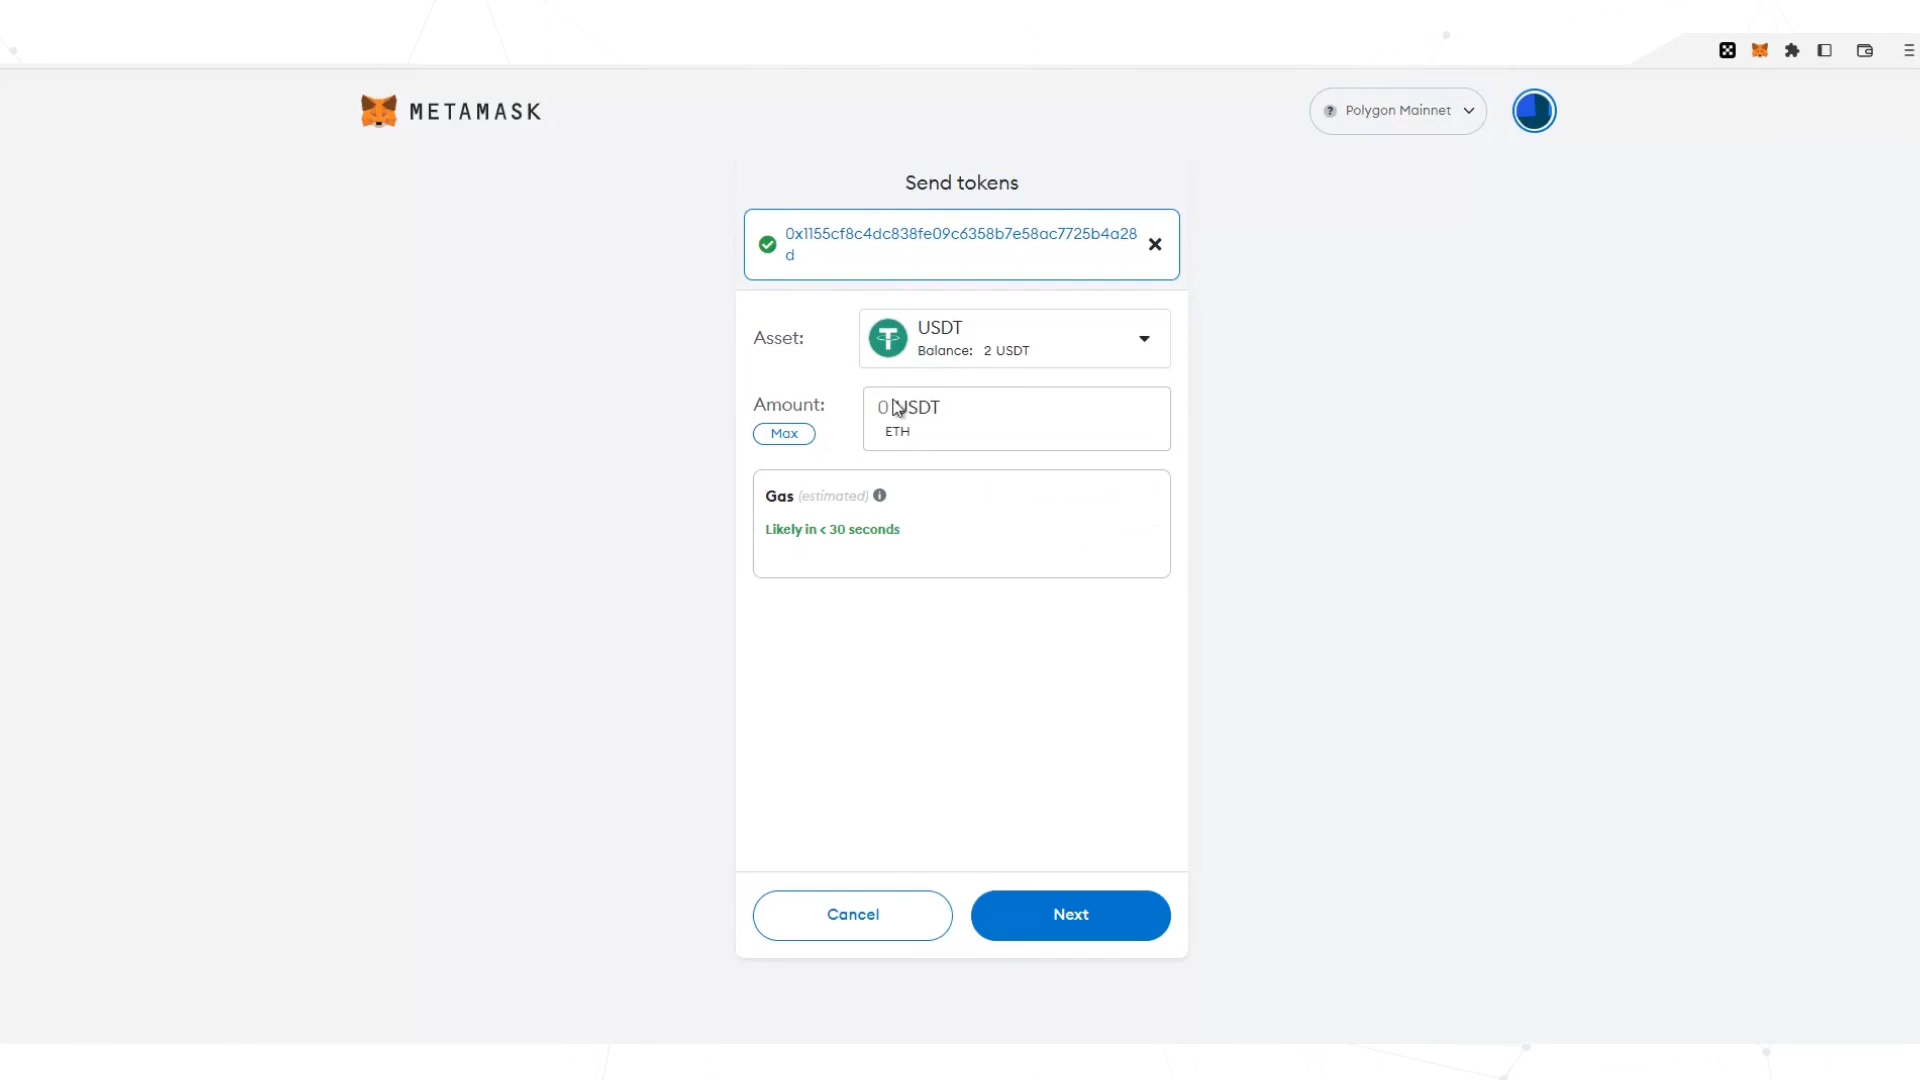 METAMASK
Polygon Mainnet
Send tokens
0x1155cf8c4dc838fe09c6358b7e58ac7725b4a28
d
Asset:
USDT
Balance: 2 USDT
Amount:
0 USDT
Max
ETH
Gas (estimated)
Likely in < 30 seconds
Cancel
Next